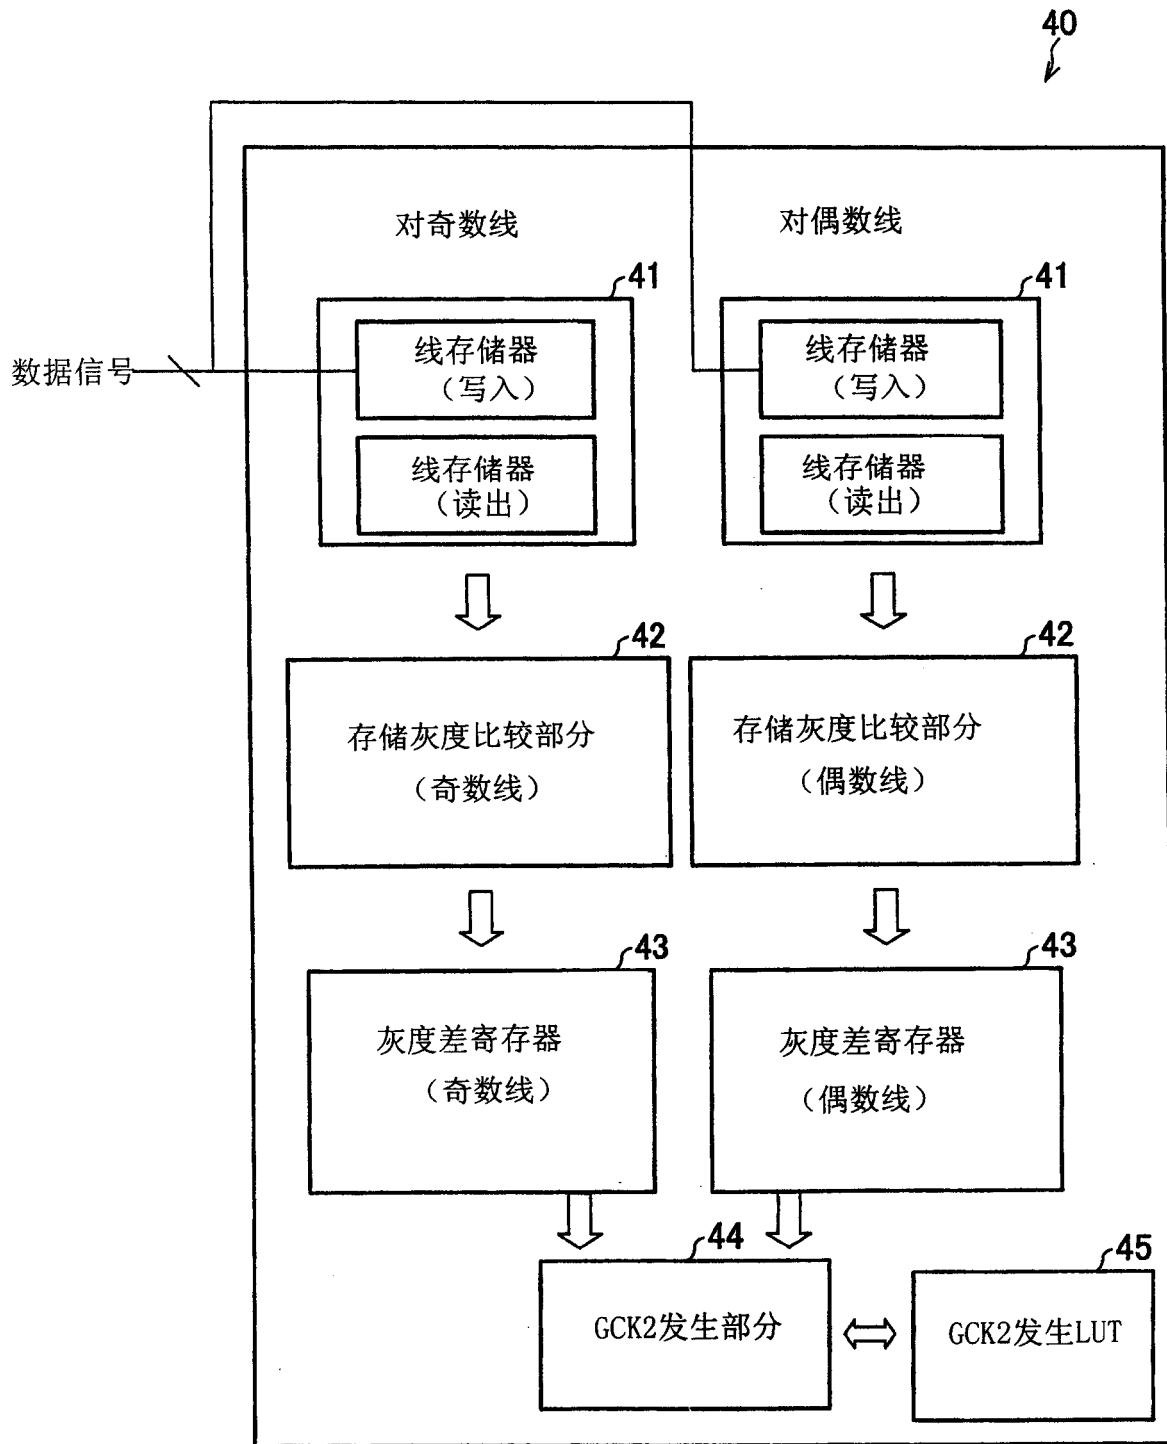 40
对奇数线
对偶数线
41
41
线存储器
（写入）
线存储器
（写入）
数据信号
线存储器
（读出）
线存储器
（读出）
42
42
存储灰度比较部分
（奇数线）
存储灰度比较部分
（偶数线）
43
43
灰度差寄存器
（奇数线）
灰度差寄存器
（偶数线）
44
45
GCK2发生部分
GCK2发生LUT